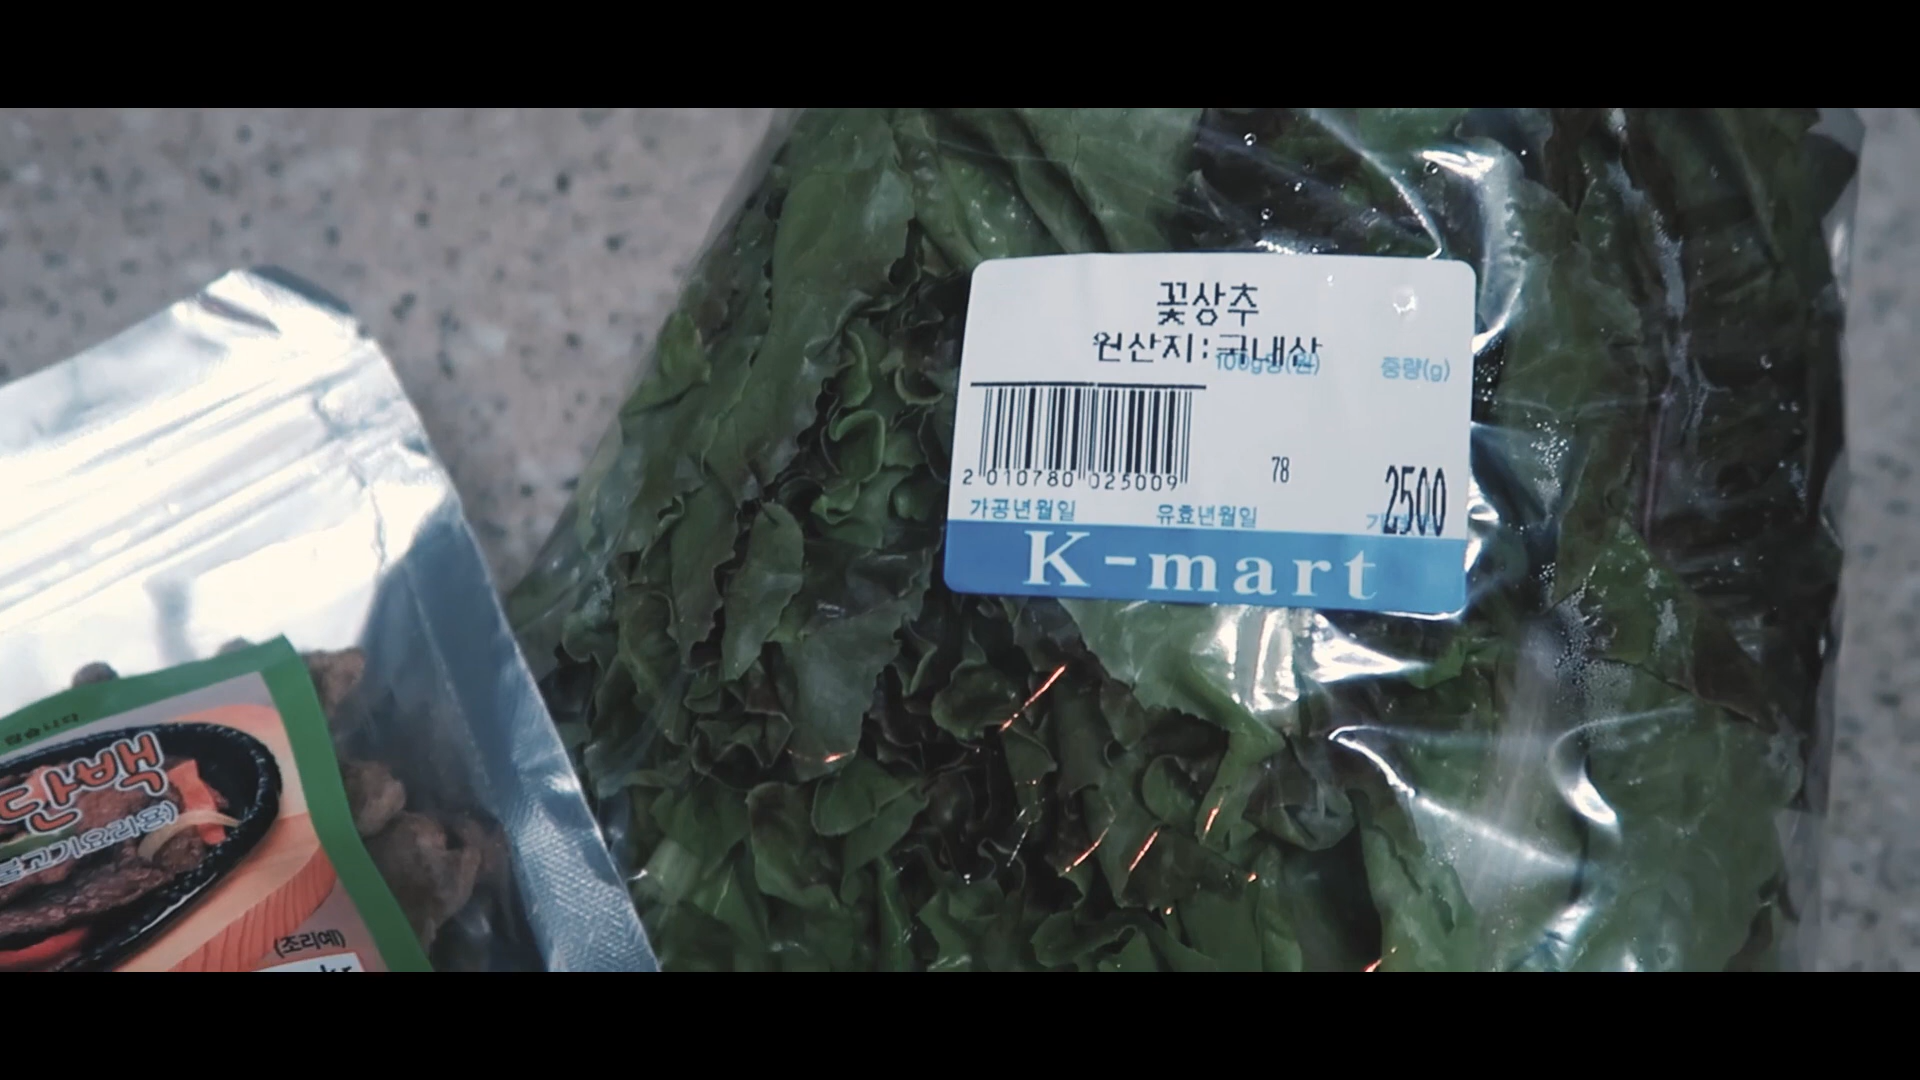 꽃상추
원산지:국내산
100g당(원) 중량(g)
78
2500
2 010780 025009
가공년월일 유효년월일
K-mart
단백
(조리예)